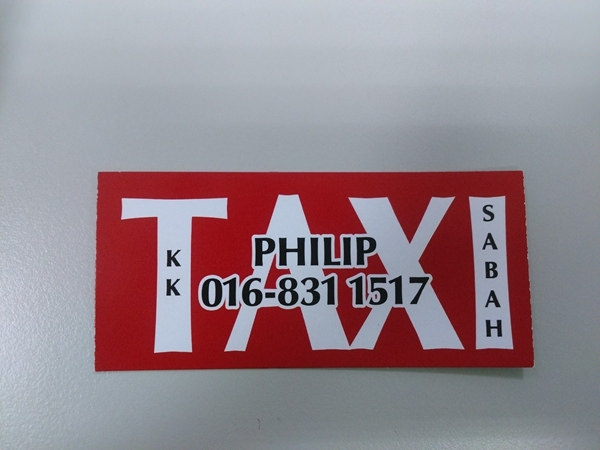 TAXI
KK
PHILIP
016-831 1517
SABAH